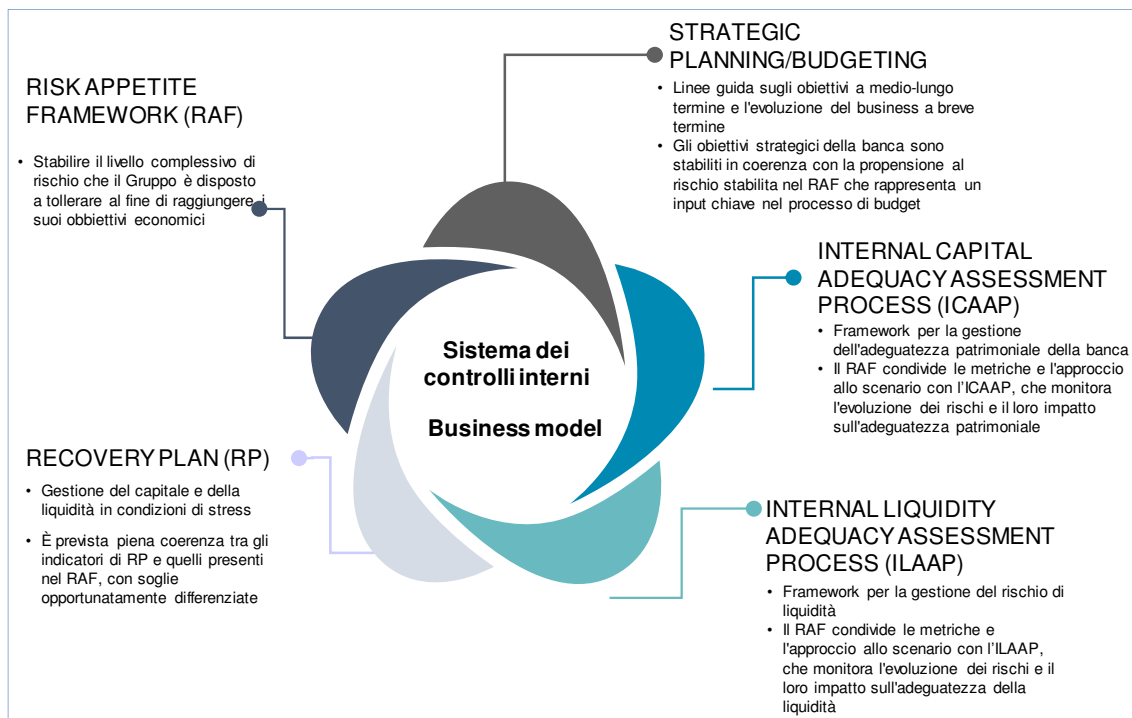 STRATEGIC
PLANNING/BUDGETING
• Linee guida sugli obiettivi a medio-lungo
termine e l'evoluzione del business a breve
termine
• Gli obiettivi strategici della banca sono
stabiliti in coerenza con la propensione al
rischio stabilita nel RAF che rappresenta un
input chiave nel processo di budget
RISK APPETITE
FRAMEWORK (RAF)
• Stabilire il livello complessivo di
rischio che il Gruppo è disposto
a tollerare al fine di raggiungere i
suoi obbiettivi economici
INTERNAL CAPITAL
ADEQUACY ASSESSMENT
PROCESS (ICAAP)
• Framework per la gestione
dell'adeguatezza patrimoniale della banca
• Il RAF condivide le metriche e l'approccio
allo scenario con l'ICAAP, che monitora
l'evoluzione dei rischi e il loro impatto
sull'adeguatezza patrimoniale
Sistema dei
controlli interni
Business model
RECOVERY PLAN (RP)
• Gestione del capitale e della
liquidità in condizioni di stress
• È prevista piena coerenza tra gli
indicatori di RP e quelli presenti
nel RAF, con soglie
opportunatamente differenziate
INTERNAL LIQUIDITY
ADEQUACY ASSESSMENT
PROCESS (ILAAP)
• Framework per la gestione del rischio di
liquidità
• Il RAF condivide le metriche e
l'approccio allo scenario con l'ILAAP,
che monitora l'evoluzione dei rischi e il
loro impatto sull'adeguatezza della
liquidità